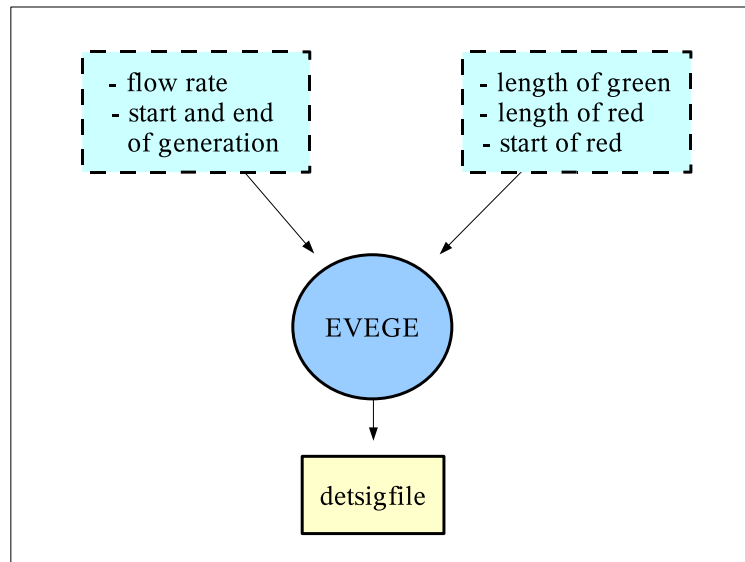 - flow rate
- start and end
of generation
- length of green
- length of red
- start of red
EVEGE
detsigfile